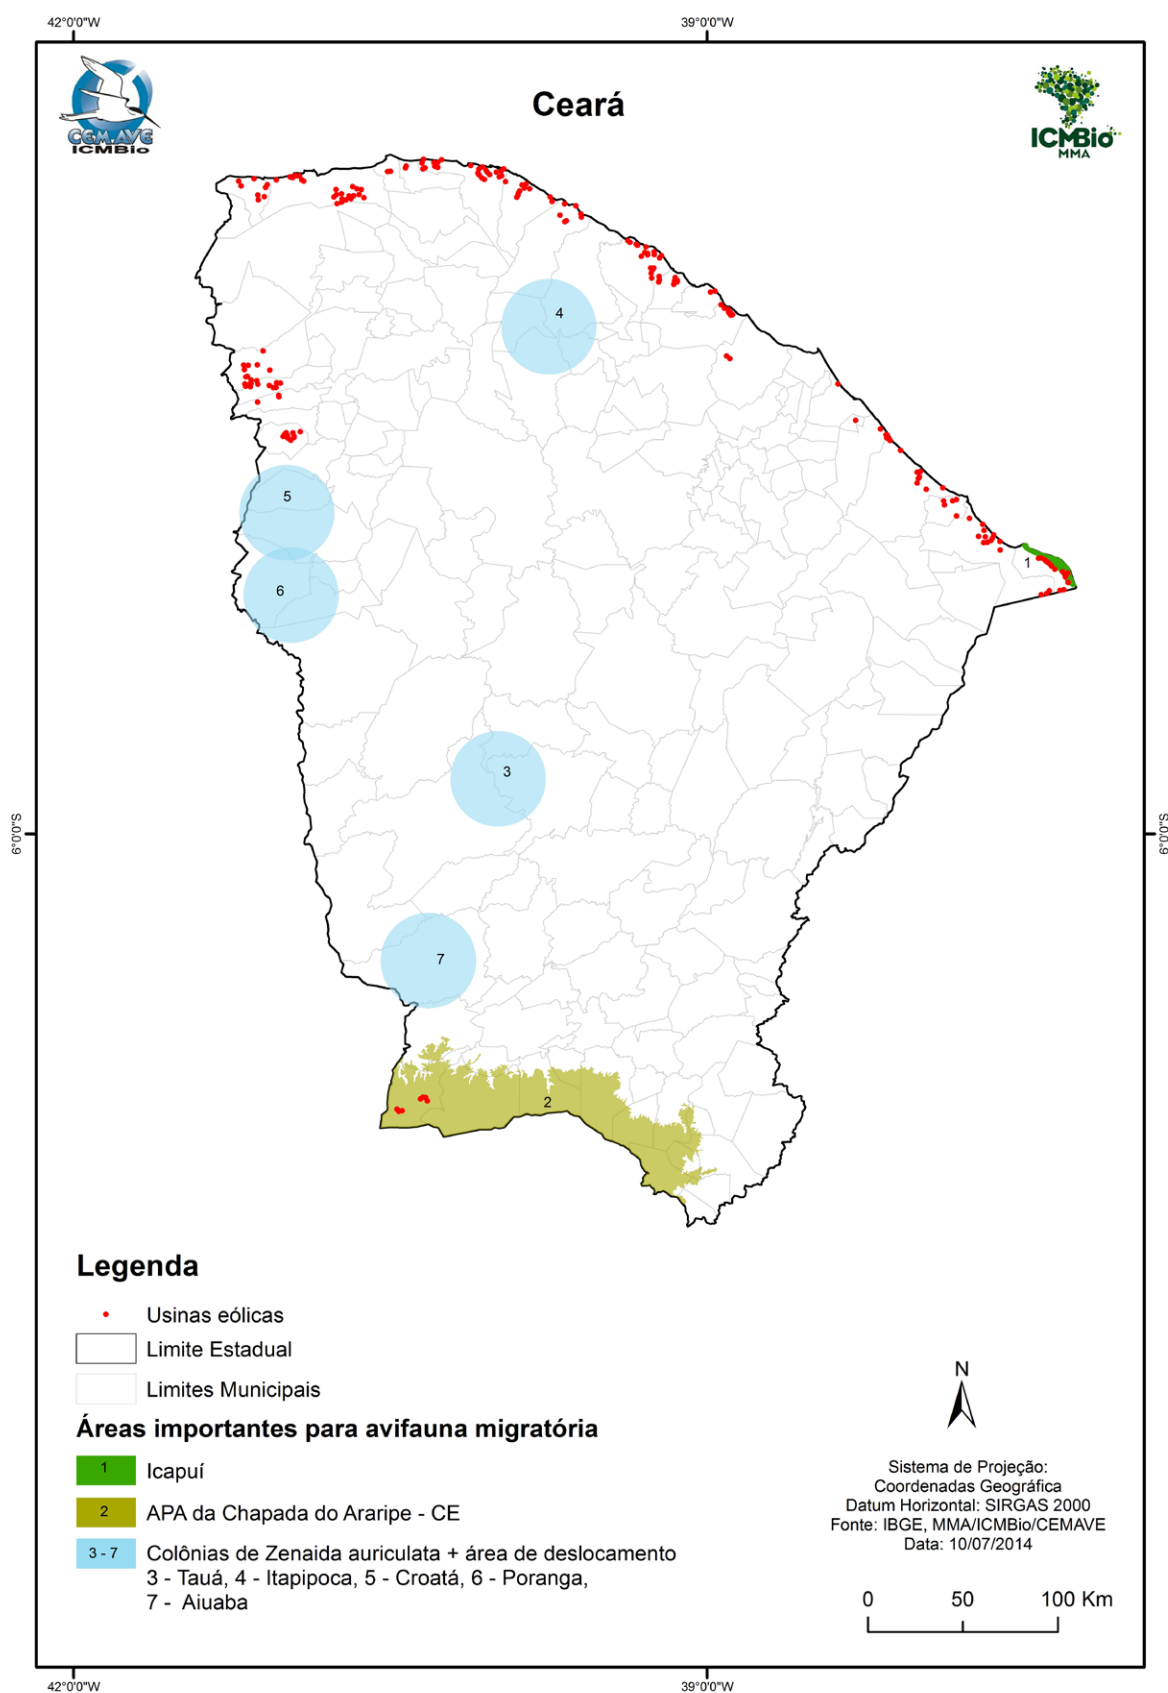 42°0'0"W
39°0'0"W
CEMAVE
ICMBio
Ceará
ICMBio
MMA
4
5
6
1
3
6°0'0"S
6°0'0"S
7
2
Legenda
Usinas eólicas
Limite Estadual
Limites Municipais
Áreas importantes para avifauna migratória
1 Icapuí
2 APA da Chapada do Araripe - CE
3 - 7 Colônias de Zenaida auriculata + área de deslocamento
3 - Tauá, 4 - Itapipoca, 5 - Croatá, 6 - Poranga,
7 - Aiuaba
N
Sistema de Projeção:
Coordenadas Geográfica
Datum Horizontal: SIRGAS 2000
Fonte: IBGE, MMA/ICMBio/CEMAVE
Data: 10/07/2014
0 50 100 Km
42°0'0"W
39°0'0"W